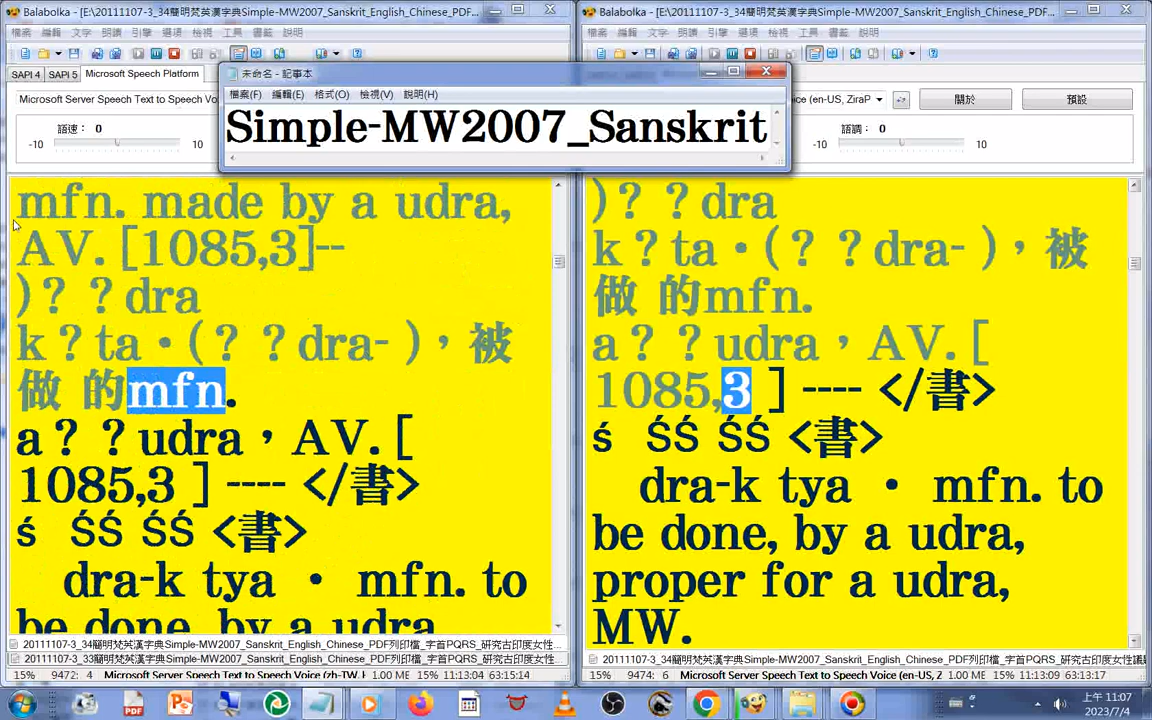 Balabolka - [E:\20111107-3_34簡明梵英漢字典Simple-MW2007_Sanskrit_English_Chinese_PDF...
檔案 編輯 文字 朗讀 引擎 選項 檢視 工具 書籤 說明
SAPI 4 SAPI 5 Microsoft Speech Platform
Microsoft Server Speech Text to Speech Vo
語速： 0
-10 10
mfn. made by a udra,
AV. [1085,3]--
)？？dra
k？ta‧(？？dra- )，被
做 的mfn.
a？？udra，AV. [
1085,3 ] ---- </書>
ś ŚŚ ŚŚ <書>
dra-k tya • mfn. to
be done, by a udra
20111107-3_34簡明梵英漢字典Simple-MW2007_Sanskrit_English_Chinese_PDF列印檔_字首PQRS_研究古印度女性...
20111107-3_33簡明梵英漢字典Simple-MW2007_Sanskrit_English_Chinese_PDF列印檔_字首PQRS_研究古印度女性...
15% 9472: 4 Microsoft Server Speech Text to Speech Voice (zh-TW, 1.00 ME 23:13:04 63:15:14
未命名 - 記事本
檔案(F) 編輯(E) 格式(O) 檢視(V) 說明(H)
Simple-MW2007_Sanskrit
Balabolka - [E:\20111107-3_34簡明梵英漢字典Simple-MW2007_Sanskrit_English_Chinese_PDF...
檔案 編輯 文字 朗讀 引擎 選項 檢視 工具 書籤 說明
ice (en-US, ZiraP 關於 預設
語調： 0
10 -10 10
)？？dra
k？ta‧(？？dra- )，被
做 的mfn.
a？？udra，AV. [
1085,3 ] ---- </書>
ś ŚŚ ŚŚ <書>
dra-k tya • mfn. to
be done, by a udra,
proper for a udra,
MW.
20111107-3_34簡明梵英漢字典Simple-MW2007_Sanskrit_English_Chinese_PDF列印檔_字首PQRS_研究古印度女性議
15% 9474: 6 Microsoft Server Speech Text to Speech Voice (en-US, Z 1.00 ME 23:13:09 63:13:17
上午 11:07
2023/7/4